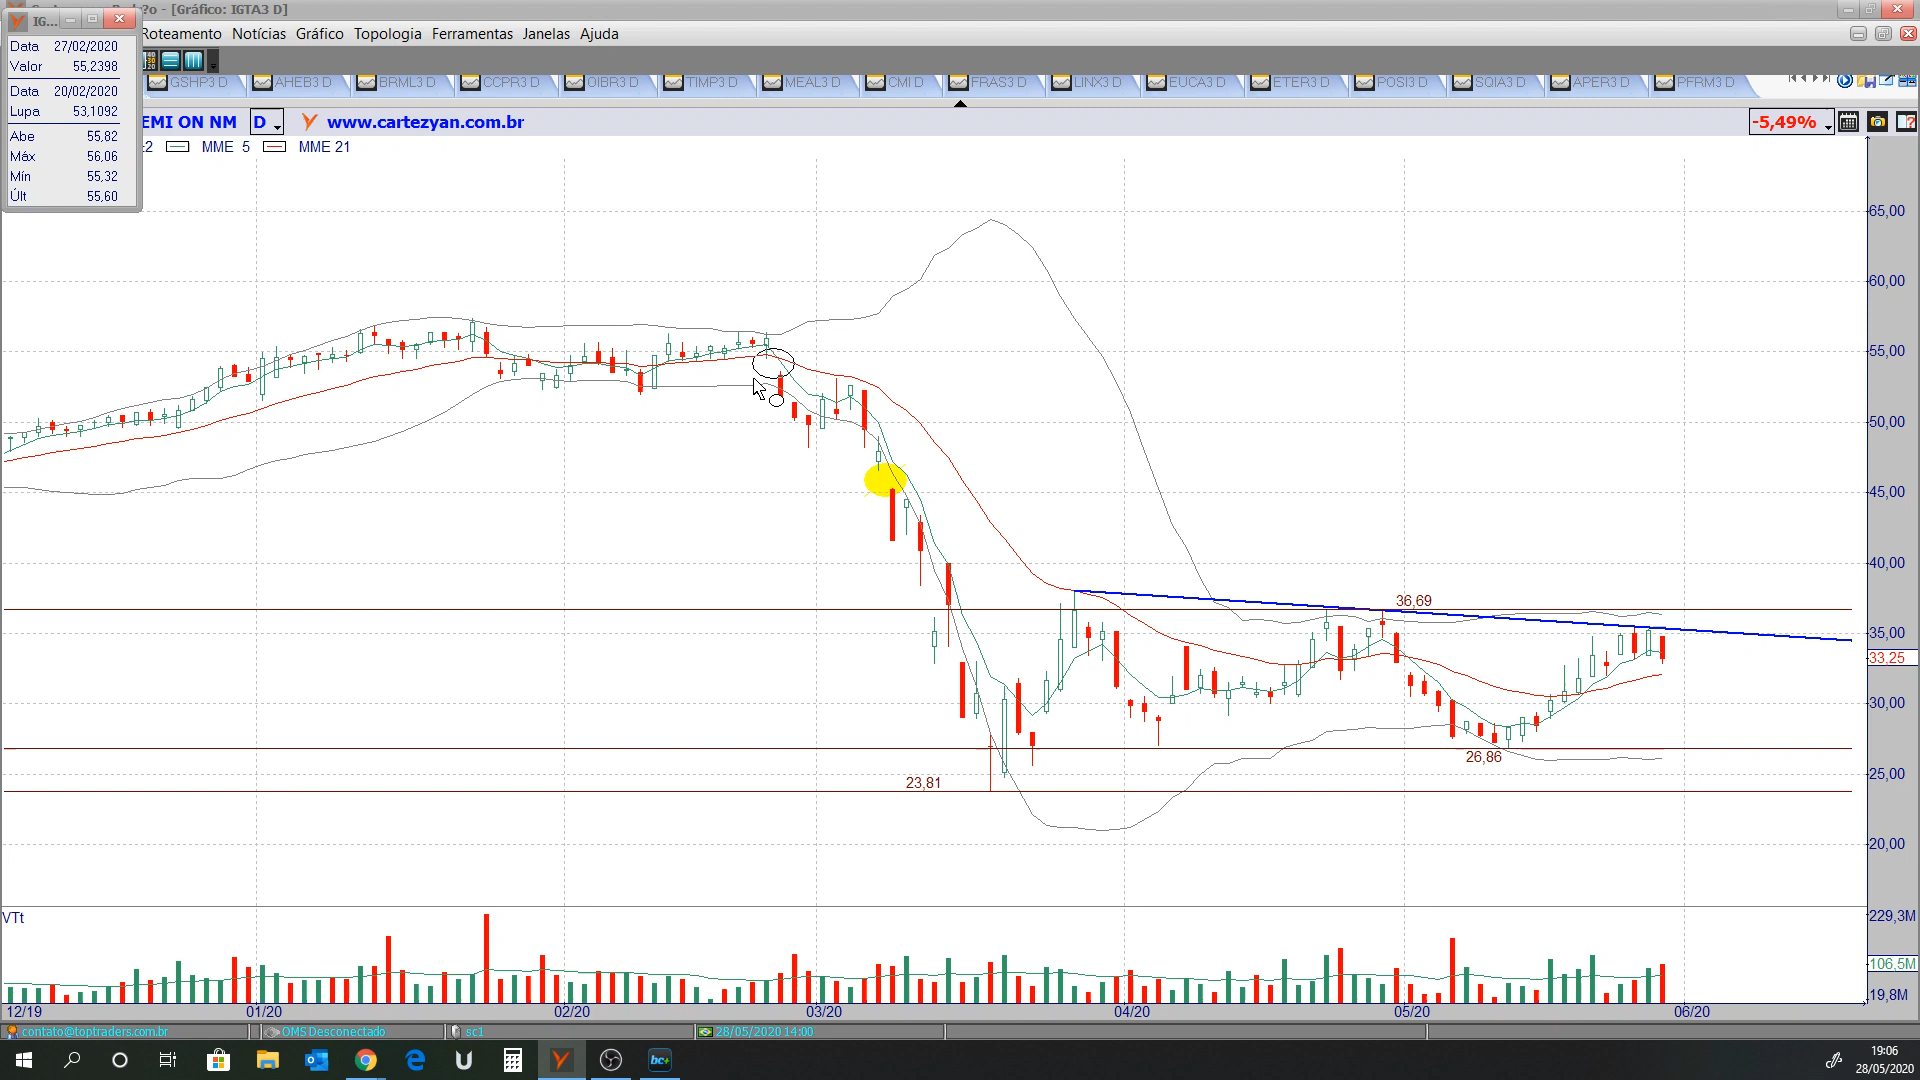 - [Gráfico: IGTA3 D]
IG...
Roteamento Notícias Gráfico Topologia Ferramentas Janelas Ajuda
Data 27/02/2020
Valor 55,2398
Data 20/02/2020
Lupa 53,1092
Abe 55,82
Máx 56,06
Mín 55,32
Últ 55,60
GSHP3 D AHEB3 D BRML3 D CCPR3 D OIBR3 D TIMP3 D MEAL3 D CMI D FRAS3 D LINX3 D EUCA3 D ETER3 D POSI3 D SQIA3 D APER3 D PFRM3 D
EMI ON NM D www.cartezyan.com.br -5,49%
MME 5 MME 21
65,00
60,00
55,00
50,00
45,00
40,00
36,69
35,00
33,25
30,00
26,86
25,00
23,81
20,00
VTt
229,3M
106,5M
19,8M
12/19 01/20 02/20 03/20 04/20 05/20 06/20
contato@toptraders.com.br OMS Desconectado sc1 28/05/2020 14:00
bc+
19:06
28/05/2020